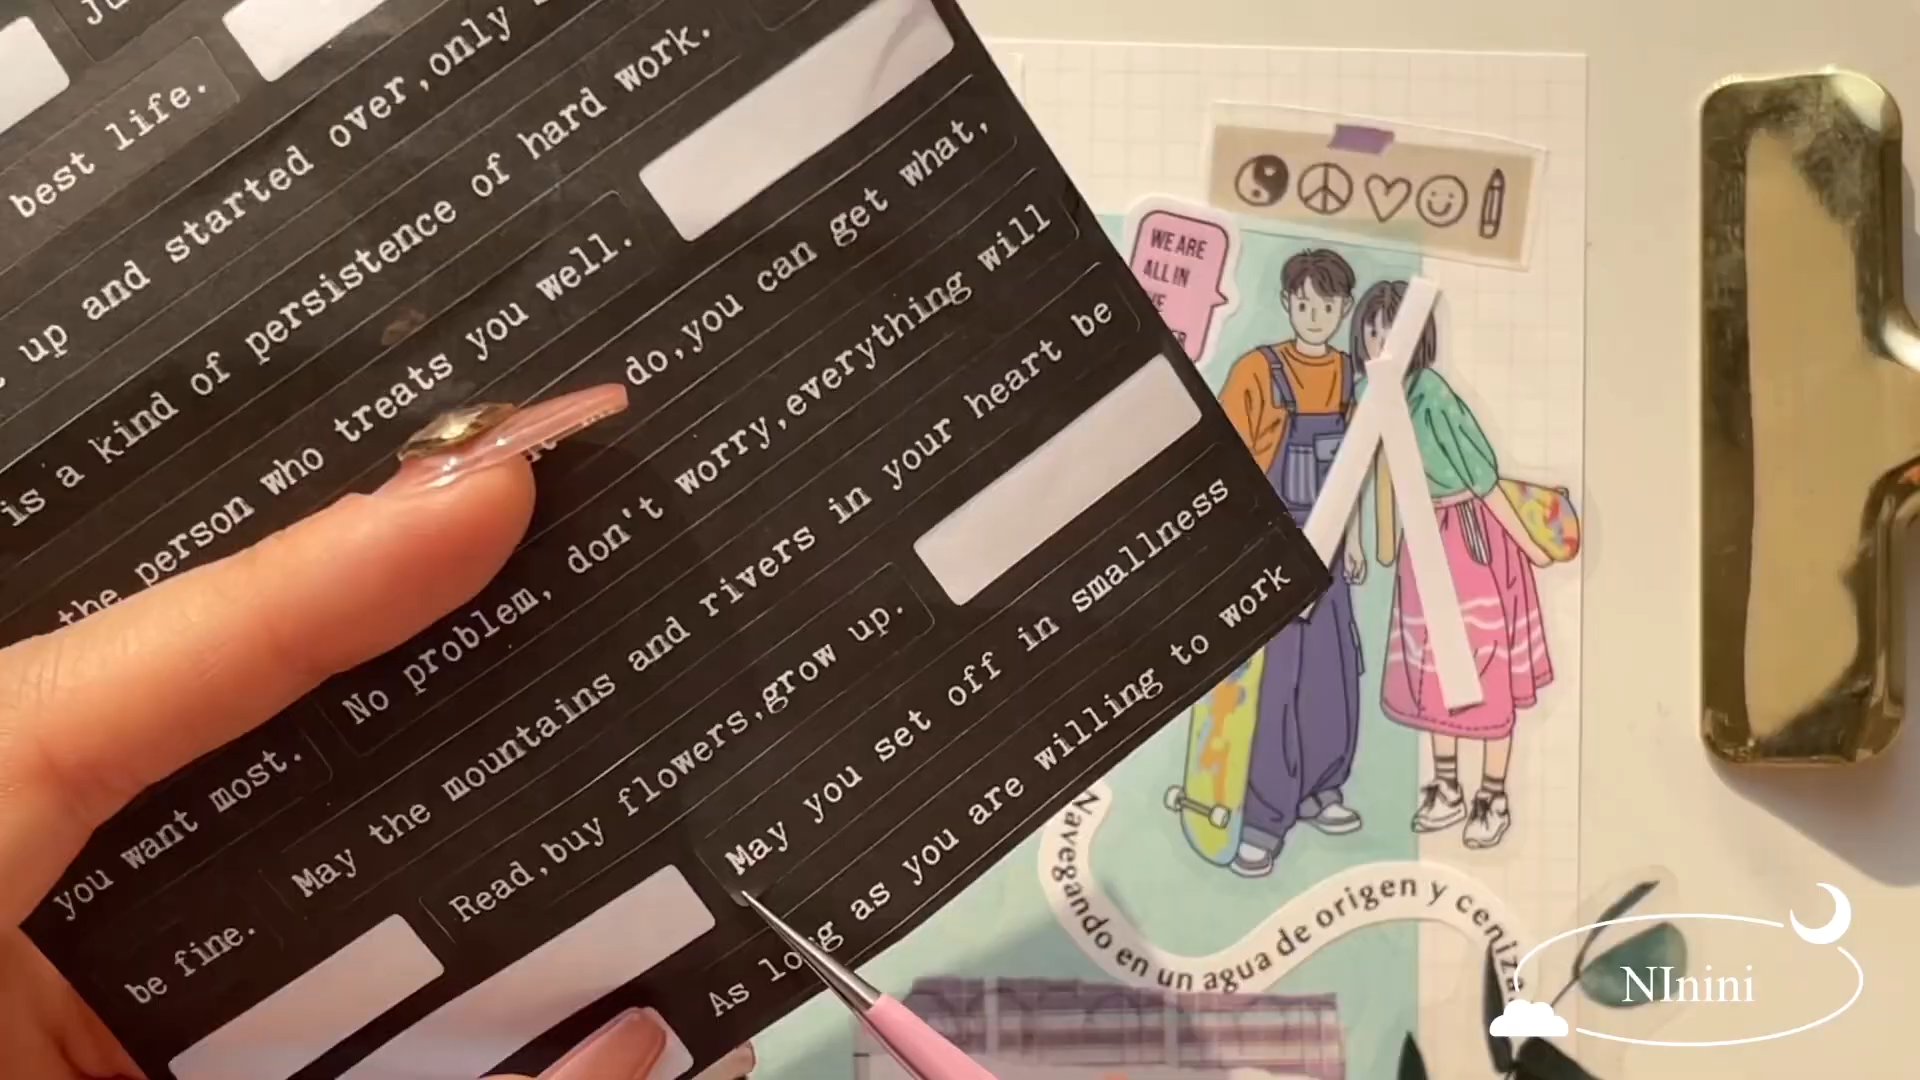 best life.
up and started over,only
is a kind of persistence of hard work.
the person who treats you well.
do,you can get what,
you want most.
No problem, don't worry,everything will
be fine.
May the mountains and rivers in your heart be
Read,buy flowers,grow up.
May you set off in smallness
As long as you are willing to work
WE ARE
ALL IN
Navegando en un agua de origen y ceniza
NInini